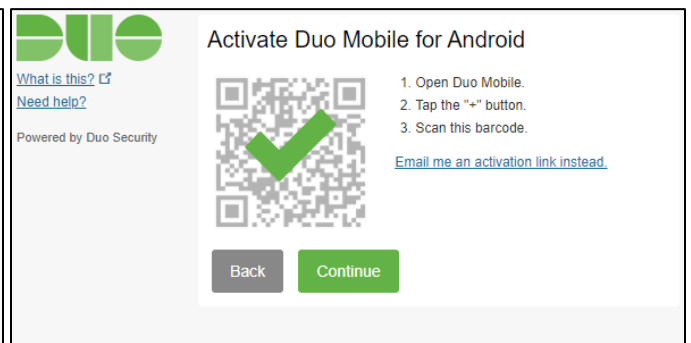 DUO
What is this?
Need help?
Powered by Duo Security
Activate Duo Mobile for Android
1. Open Duo Mobile.
2. Tap the "+" button.
3. Scan this barcode.
Email me an activation link instead.
Back
Continue